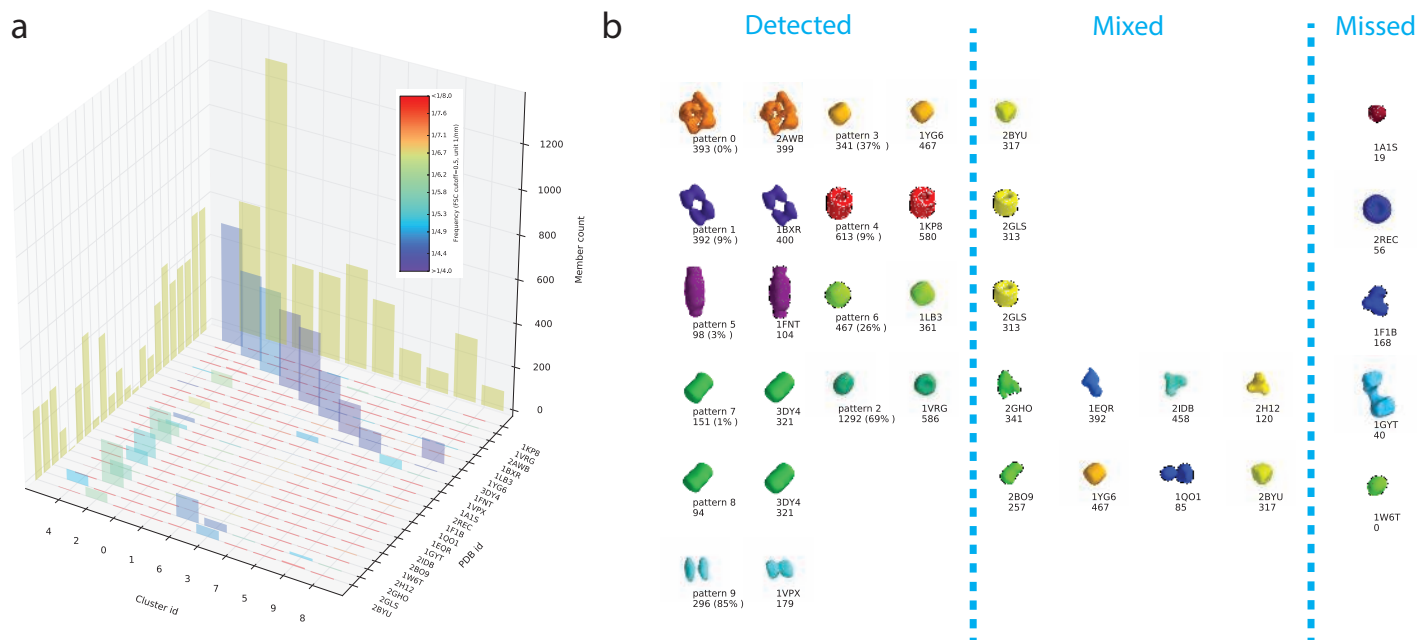 a
<1/8.0
1/7.6
1/7.1
1/6.7
1/6.2
1/5.8
1/5.3
1/4.9
1/4.4
>1/4.0
Frequency (FSC cutoff=0.5, unit 1/nm)
1200
1000
800
600
400
200
0
Member count
1KP8
1VRG
2AWB
1BXR
1LB3
1YG6
3DY4
1FNT
1VPX
1A1S
2REC
1F1B
1QO1
1EQR
1GYT
2IDB
2BO9
1W6T
2H12
2GHO
2GLS
2BYU
PDB id
4 2 0 1 6 3 7 5 9 8
Cluster id
b
Detected Mixed Missed
pattern 0 2AWB pattern 3 1YG6 2BYU 1A1S
393 (0% ) 399 341 (37% ) 467 317 19
pattern 1 1BXR pattern 4 1KP8 2GLS 2REC
392 (9% ) 400 613 (9% ) 580 313 56
pattern 5 1FNT pattern 6 1LB3 2GLS 1F1B
98 (3% ) 104 467 (26% ) 361 313 168
pattern 7 3DY4 pattern 2 1VRG 2GHO 1EQR 2IDB 2H12 1GYT
151 (1% ) 321 1292 (69% ) 586 341 392 458 120 40
pattern 8 3DY4 2BO9 1YG6 1QO1 2BYU 1W6T
94 321 257 467 85 317 0
pattern 9 1VPX
296 (85% ) 179